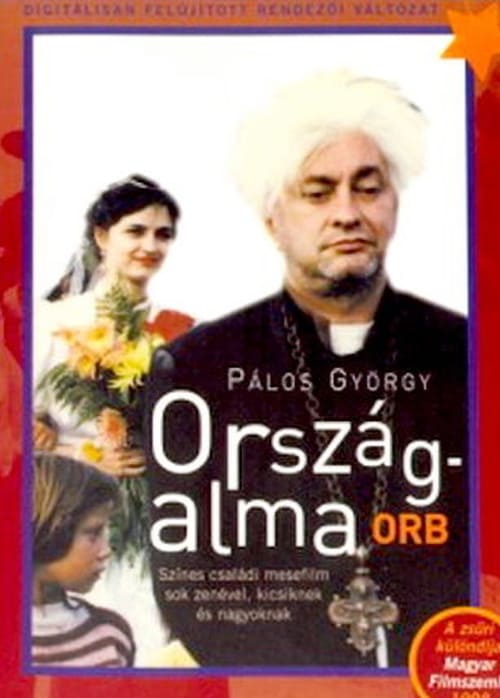 DIGITÁLISAN FELÚJÍTOTT RENDEZŐI VÁLTOZAT
PÁLOS GYÖRGY
Ország-
alma ORB
Színes családi mesefilm
sok zenével, kicsiknek
és nagyoknak
A zsűri
különdíja
Magyar
Filmszem